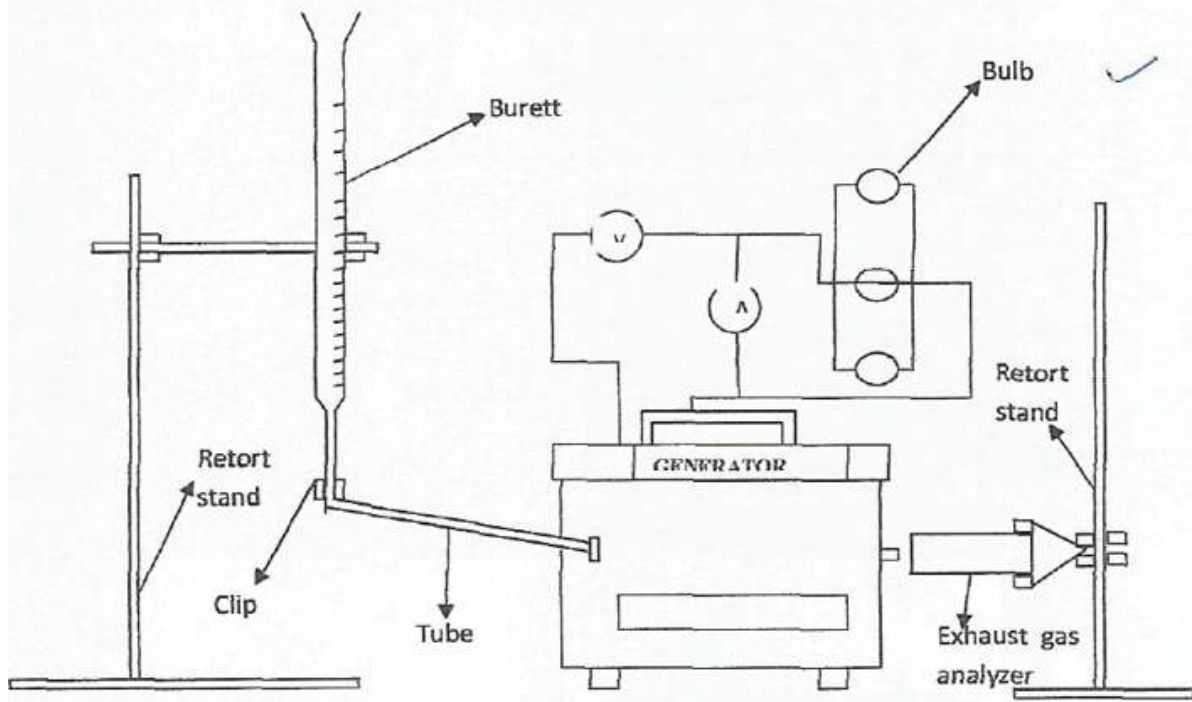 Bulb
Burett
V
A
Retort
stand
Retort
stand
GENERATOR
Clip
Tube
Exhaust gas
analyzer